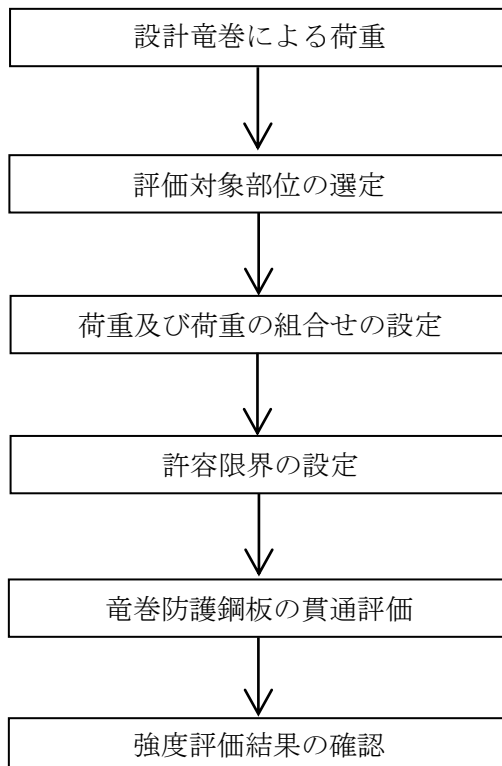 設計竜巻による荷重
評価対象部位の選定
荷重及び荷重の組合せの設定
許容限界の設定
竜巻防護鋼板の貫通評価
強度評価結果の確認